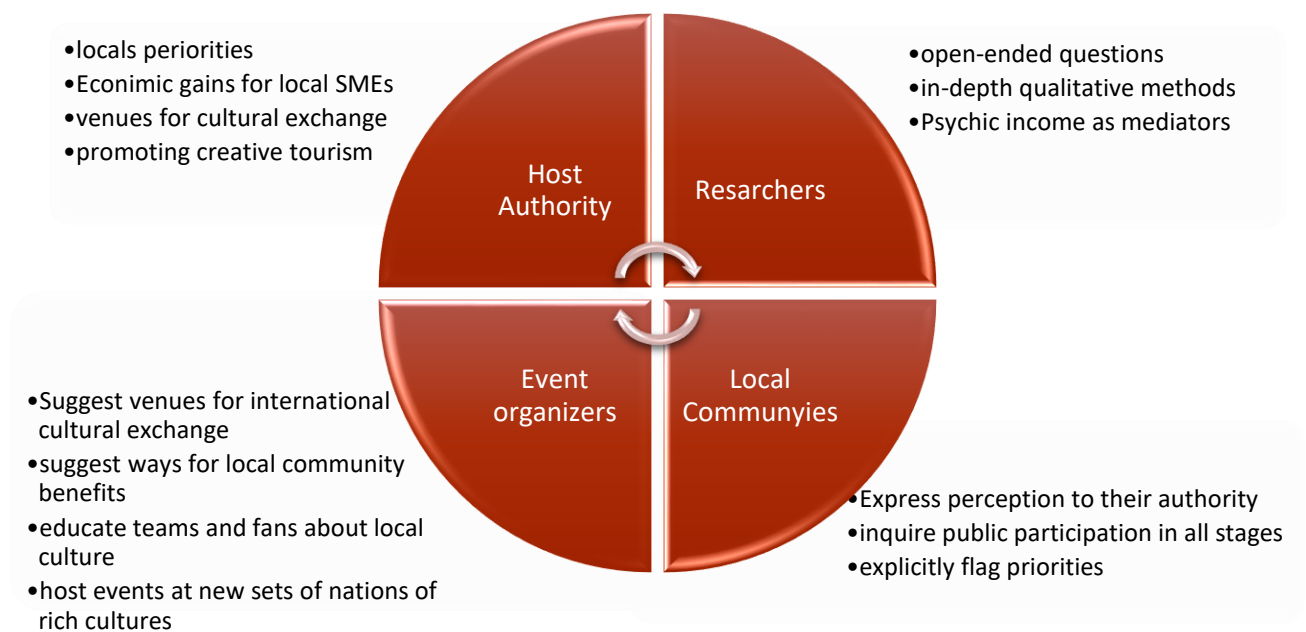 •locals periorities
•Econimic gains for local SMEs
•venues for cultural exchange
•promoting creative tourism
•open-ended questions
•in-depth qualitative methods
•Psychic income as mediators
Host
Authority
Resarchers
Event
organizers
Local
Communyies
•Suggest venues for international
cultural exchange
•suggest ways for local community
benefits
•educate teams and fans about local
culture
•host events at new sets of nations of
rich cultures
•Express perception to their authority
•inquire public participation in all stages
•explicitly flag priorities